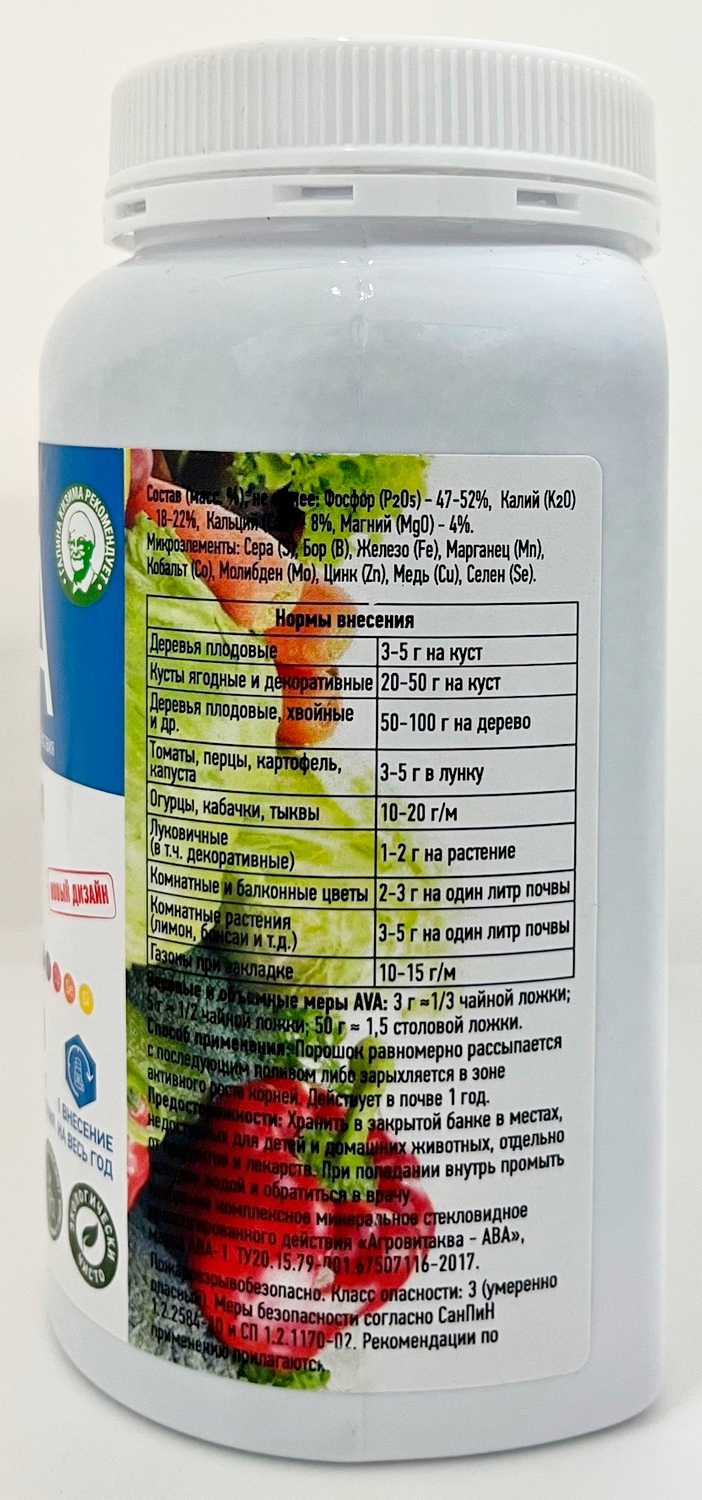 Состав (масс. %), не менее: Фосфор (P₂O₅) – 47-52%, Калий (K₂O)
- 18-22%, Кальций 8%, Магний (MgO) – 4%.
Микроэлементы: Сера (S), Бор (B), Железо (Fe), Марганец (Mn),
Кобальт (Co), Молибден (Mo), Цинк (Zn), Медь (Cu), Селен (Se).
Нормы внесения
Деревья плодовые 3-5 г на куст
Кусты ягодные и декоративные 20-50 г на куст
Деревья плодовые, хвойные
и др. 50-100 г на дерево
Томаты, перцы, картофель,
капуста 3-5 г в лунку
Огурцы, кабачки, тыквы 10-20 г/м
Луковичные
(в т.ч. декоративные) 1-2 г на растение
Комнатные и балконные цветы 2-3 г на один литр почвы
Комнатные растения
(лимон, бонсаи и т.д.) 3-5 г на один литр почвы
Газоны при закладке 10-15 г/м
Весовые и объемные меры AVA: 3 г ≈1/3 чайной ложки;
5 г ≈ 1/2 чайной ложки; 50 г ≈ 1,5 столовой ложки.
Способ применения: Порошок равномерно рассыпается
с последующим поливом либо зарыхляется в зоне
активного роста корней. Действует в почве 1 год.
Предосторожности: Хранить в закрытой банке в местах,
недоступных для детей и домашних животных, отдельно
от и лекарств. При попадании внутрь промыть
водой и обратиться в врачу.
комплексное минеральное стекловидное
действия «Агровитаква - АВА»,
АВА-1. ТУ20.15.79-001.67507116-2017.
Пожаровзрывобезопасно. Класс опасности: 3 (умеренно
опасный). Меры безопасности согласно СанПиН
1.2.2584-10 и СП 1.2.1170-02. Рекомендации по
применению прилагаются.
ГАЛИНА КИЗИМА РЕКОМЕНДУЕТ
А
НОВЫЙ ДИЗАЙН
1 ВНЕСЕНИЕ
НА ВЕСЬ ГОД
ЭКОЛОГИЧЕСКИ
ЧИСТО